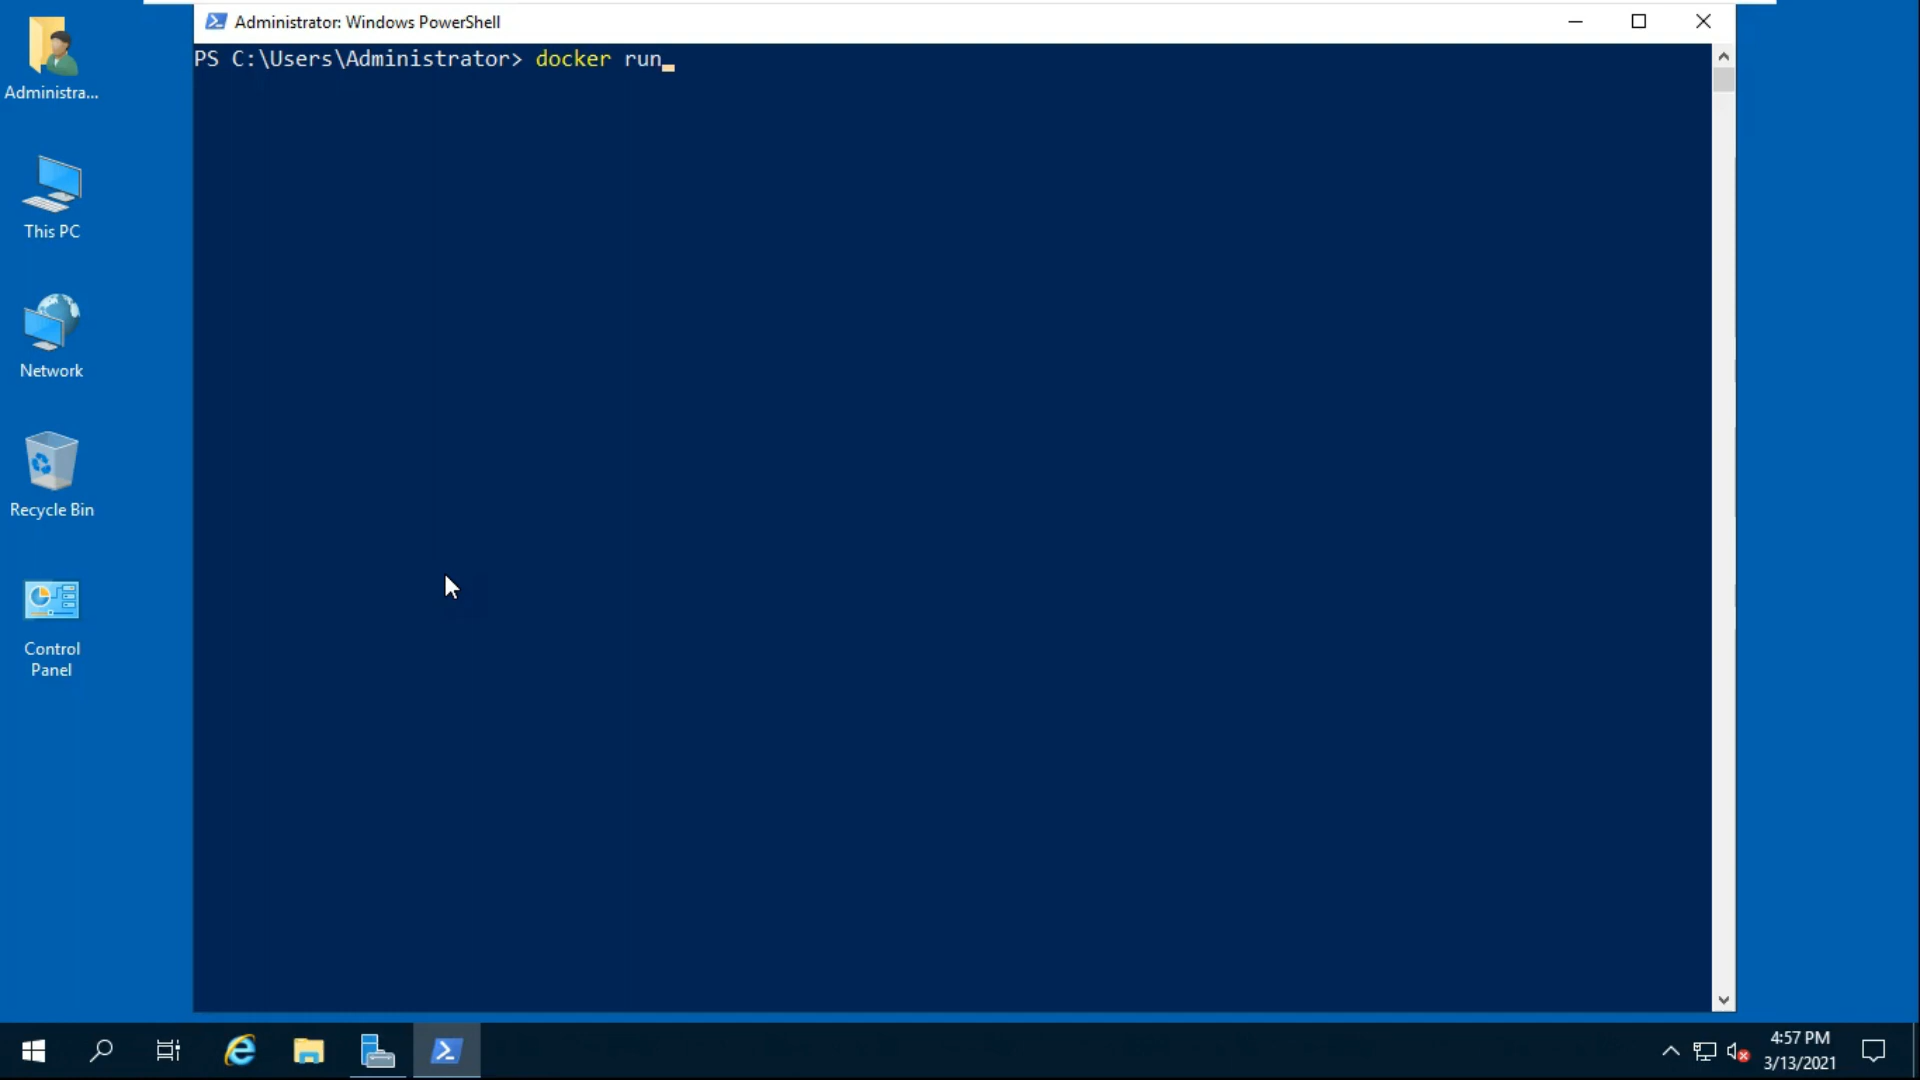 Administrator: Windows PowerShell
PS C:\Users\Administrator> docker run
Administra...
This PC
Network
Recycle Bin
Control
Panel
4:57 PM
3/13/2021